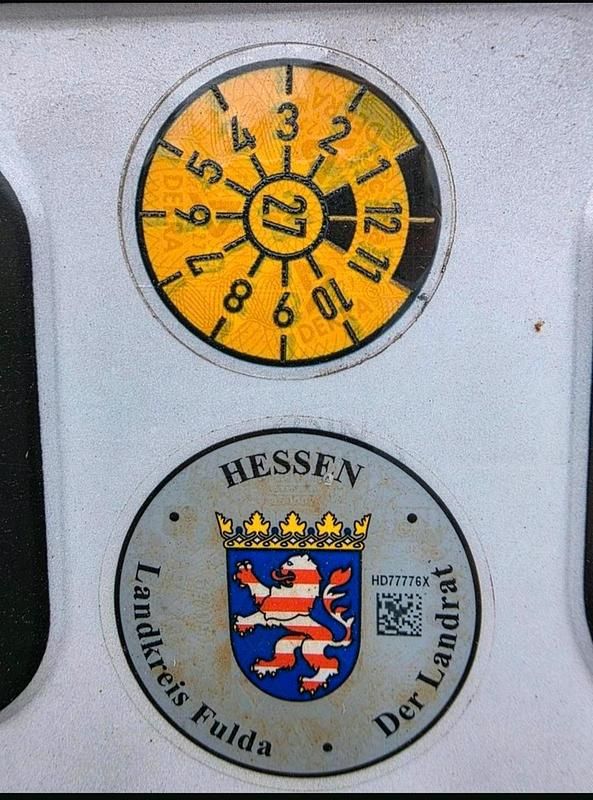 1
2
3
4
5
6
7
8
9
10
11
12
27
DEKRA
HESSEN
HD77776X
Landkreis Fulda
Der Landrat